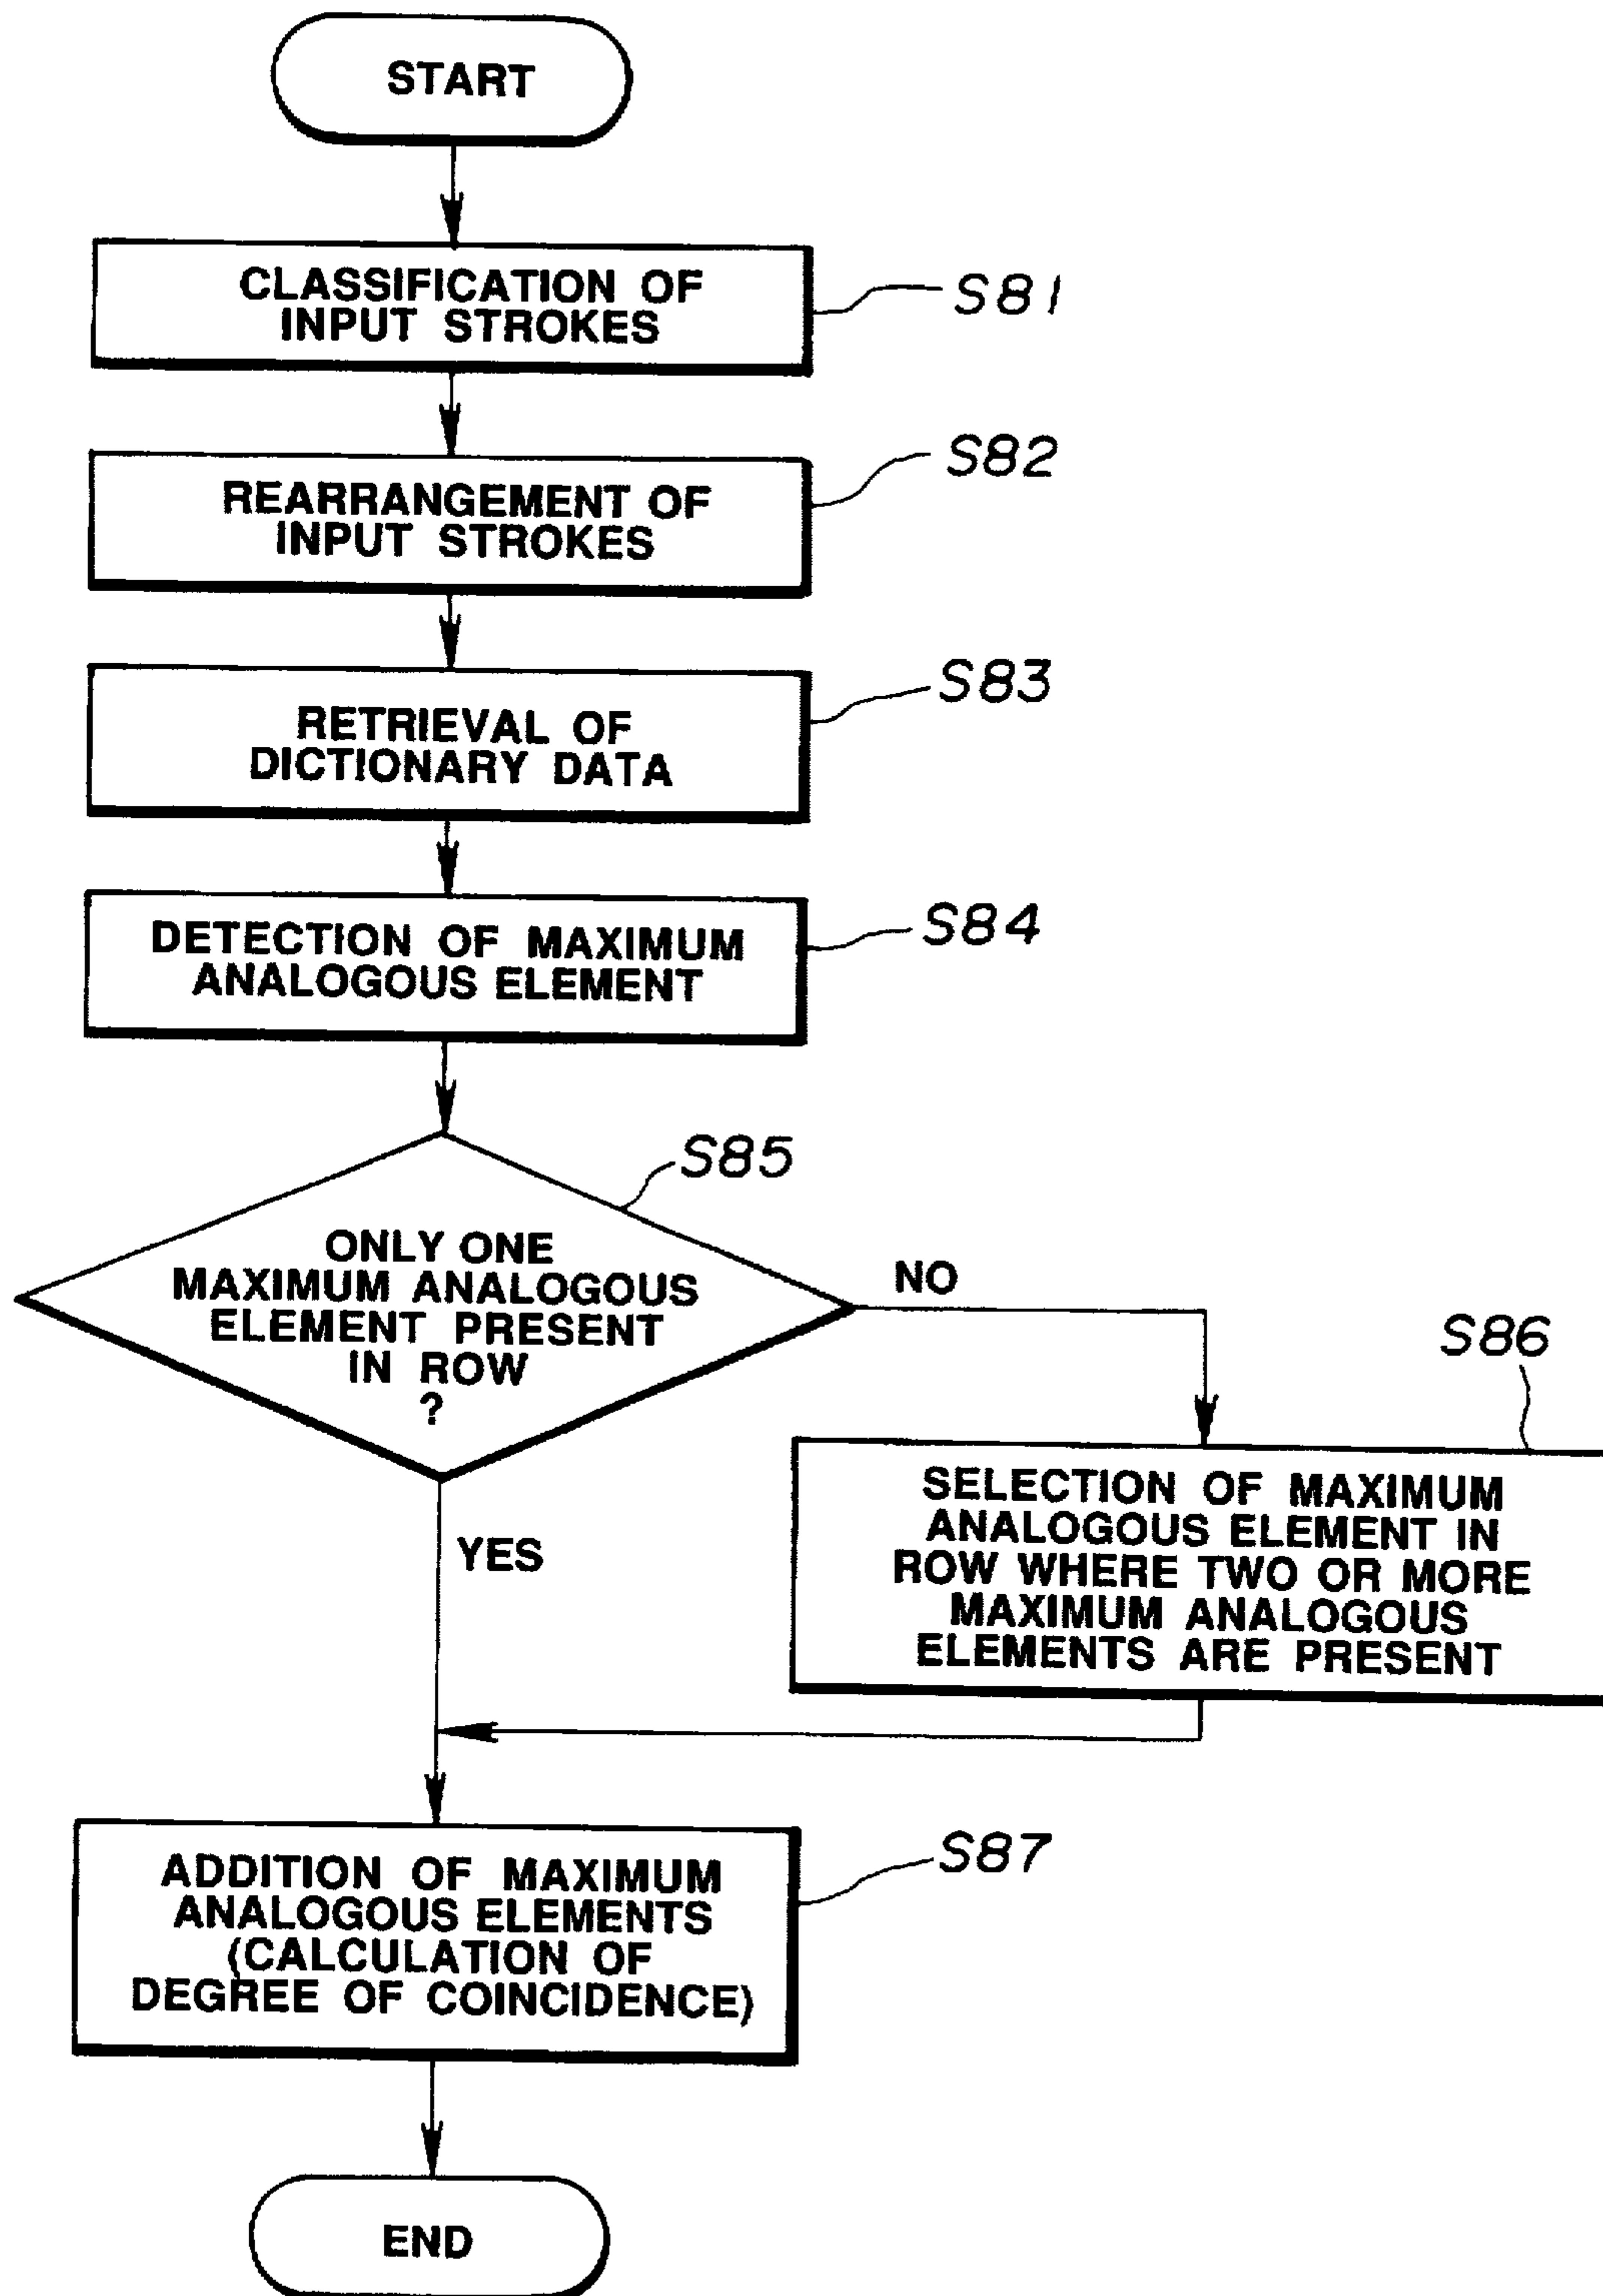 START
CLASSIFICATION OF
INPUT STROKES
S81
REARRANGEMENT OF
INPUT STROKES
S82
RETRIEVAL OF
DICTIONARY DATA
S83
DETECTION OF MAXIMUM
ANALOGOUS ELEMENT
S84
S85
ONLY ONE
MAXIMUM ANALOGOUS
ELEMENT PRESENT
IN ROW
?
NO
YES
S86
SELECTION OF MAXIMUM
ANALOGOUS ELEMENT IN
ROW WHERE TWO OR MORE
MAXIMUM ANALOGOUS
ELEMENTS ARE PRESENT
ADDITION OF MAXIMUM
ANALOGOUS ELEMENTS
(CALCULATION OF
DEGREE OF COINCIDENCE)
S87
END